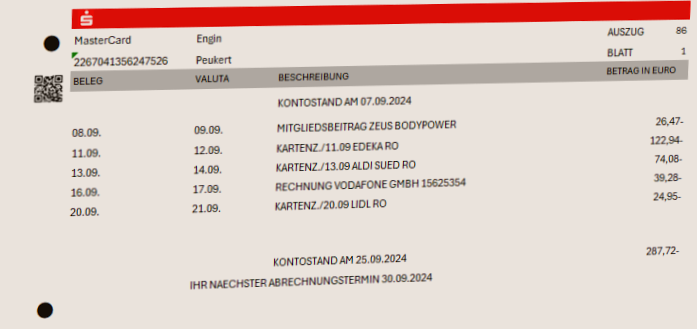 MasterCard Engin AUSZUG 86
2267041356247526 Peukert BLATT 1
BELEG VALUTA BESCHREIBUNG BETRAG IN EURO
KONTOSTAND AM 07.09.2024
08.09. 09.09. MITGLIEDSBEITRAG ZEUS BODYPOWER 26,47-
11.09. 12.09. KARTENZ./11.09 EDEKA RO 122,94-
13.09. 14.09. KARTENZ./13.09 ALDI SUED RO 74,08-
16.09. 17.09. RECHNUNG VODAFONE GMBH 15625354 39,28-
20.09. 21.09. KARTENZ./20.09 LIDL RO 24,95-
KONTOSTAND AM 25.09.2024 287,72-
IHR NAECHSTER ABRECHNUNGSTERMIN 30.09.2024